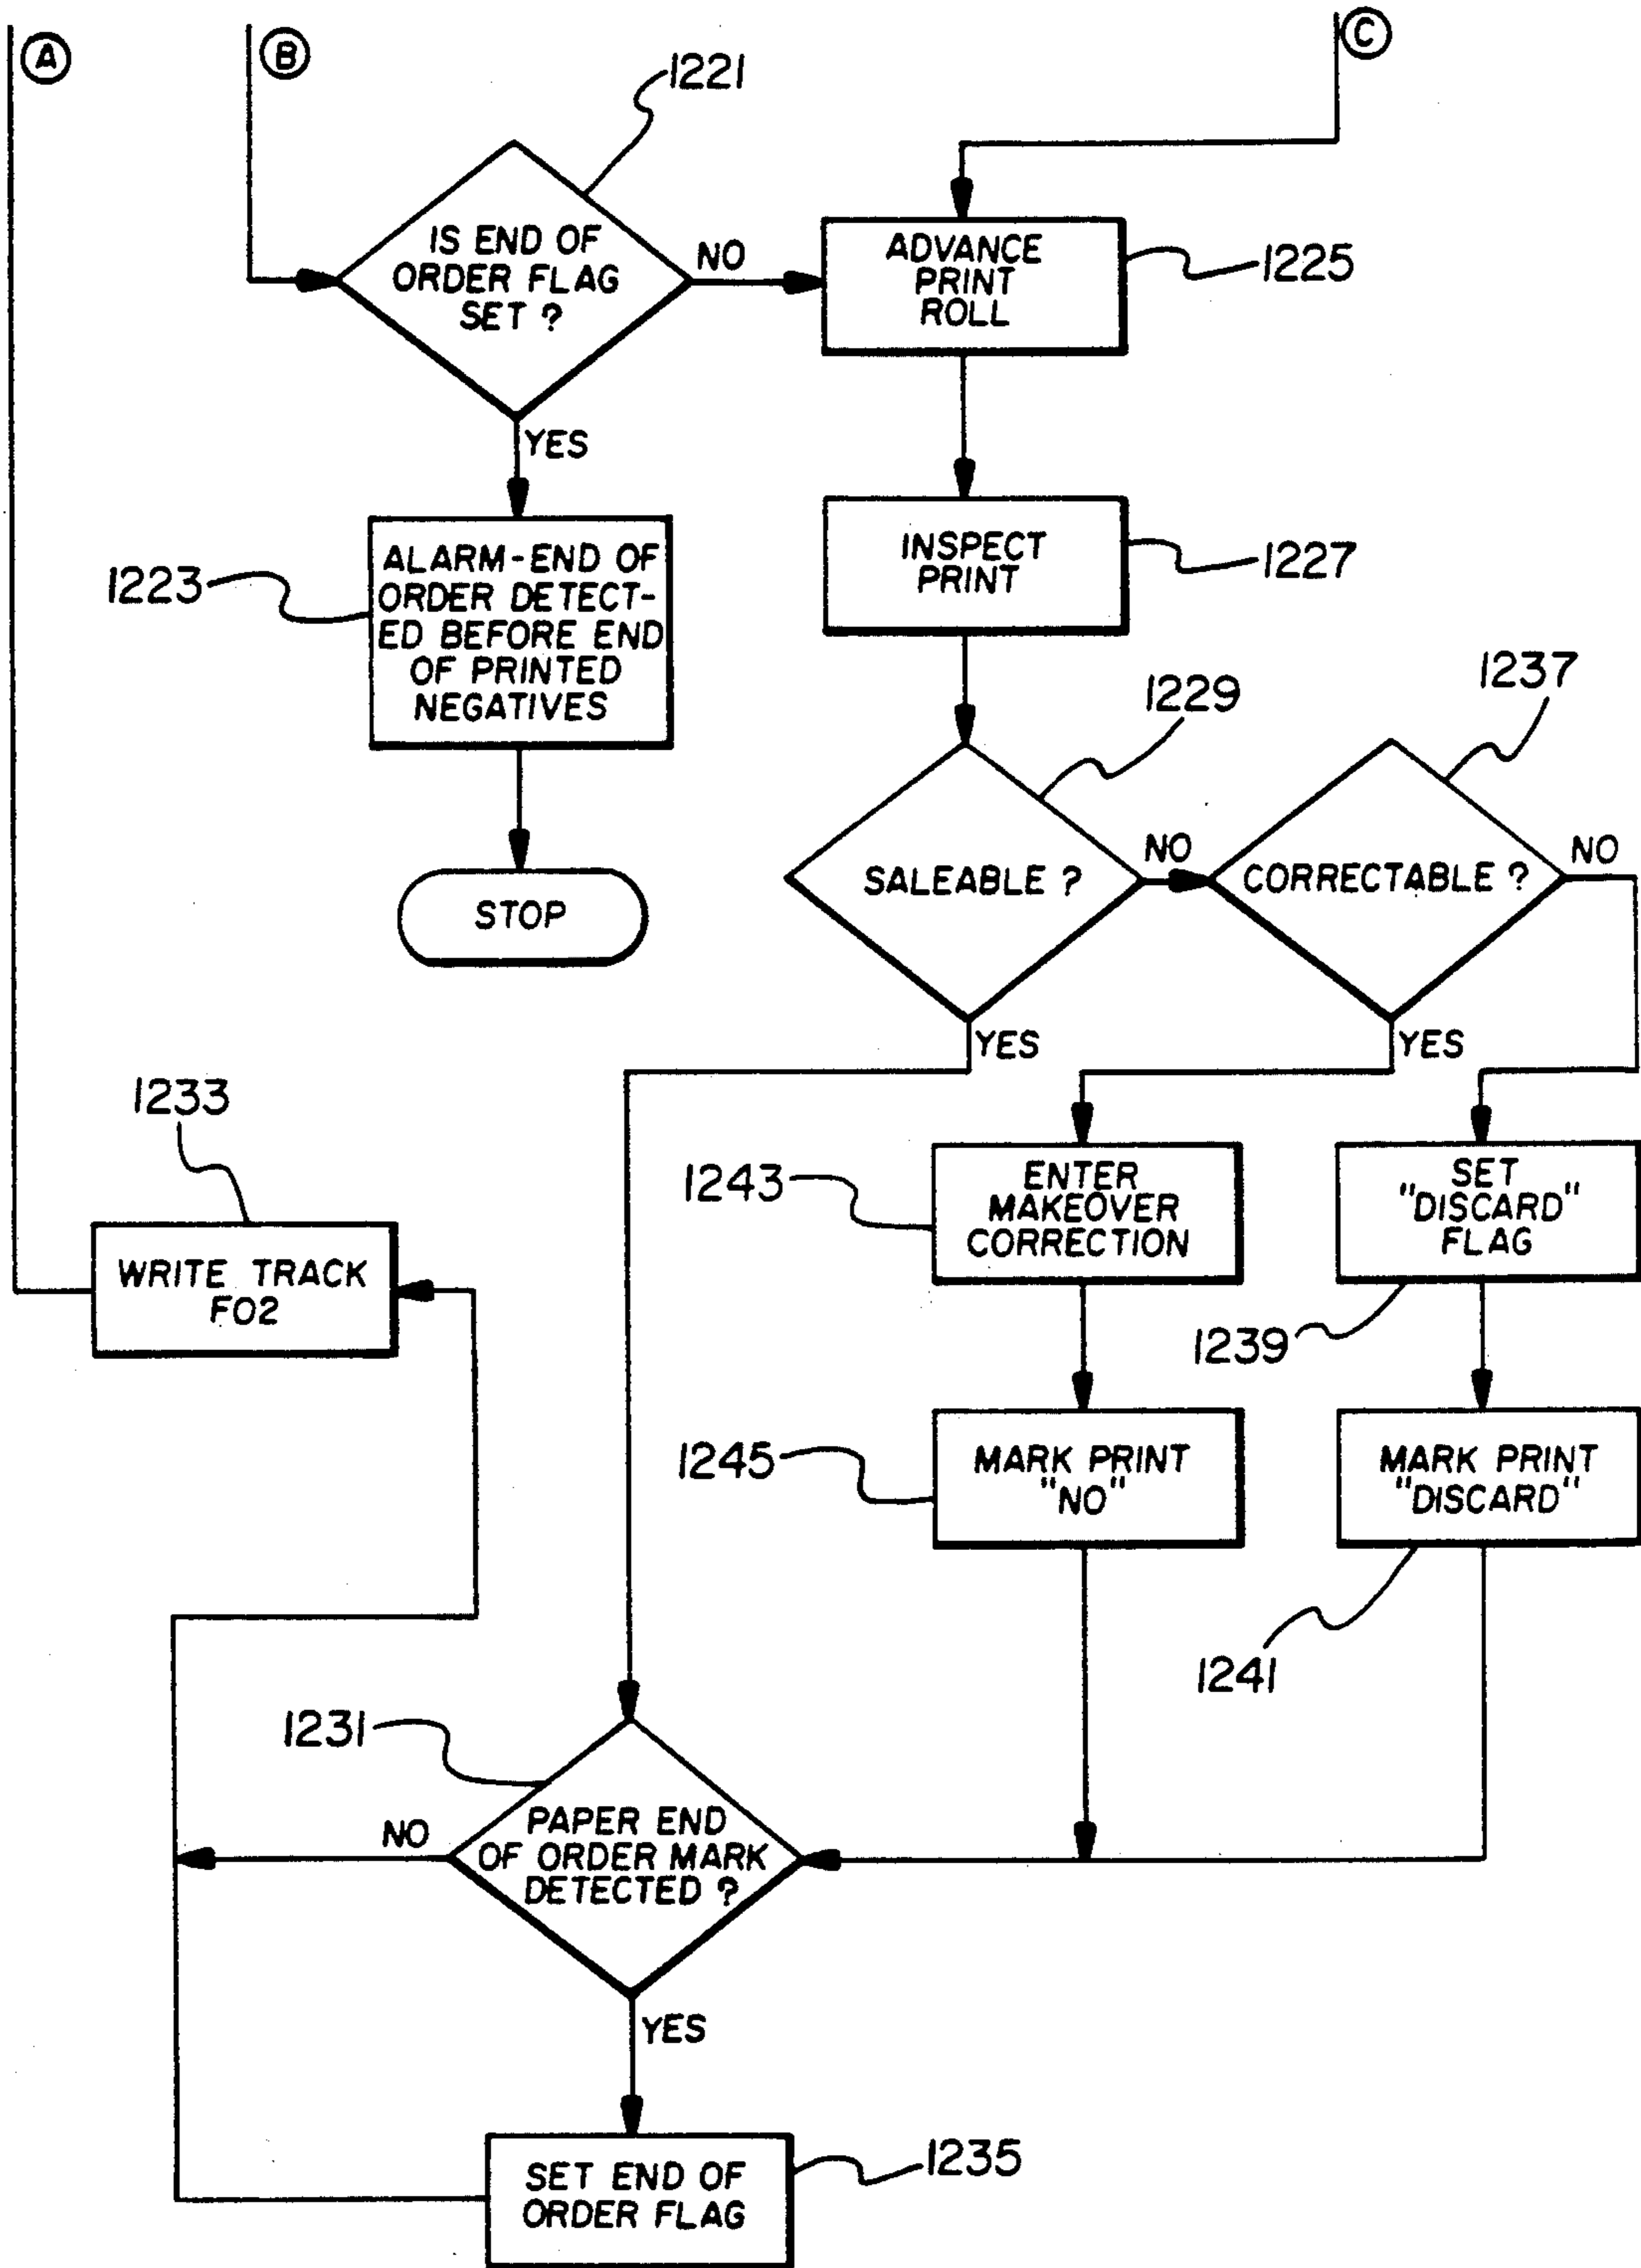 A
B
C
1221
IS END OF
ORDER FLAG
SET ?
NO
YES
ADVANCE
PRINT
ROLL
1225
1223
ALARM-END OF
ORDER DETECT-
ED BEFORE END
OF PRINTED
NEGATIVES
STOP
INSPECT
PRINT
1227
1229
SALEABLE ?
NO
YES
1237
CORRECTABLE ?
NO
YES
1233
WRITE TRACK
FO2
1243
ENTER
MAKEOVER
CORRECTION
SET
"DISCARD"
FLAG
1239
1245
MARK PRINT
"NO"
MARK PRINT
"DISCARD"
1241
1231
PAPER END
OF ORDER MARK
DETECTED ?
NO
YES
SET END OF
ORDER FLAG
1235